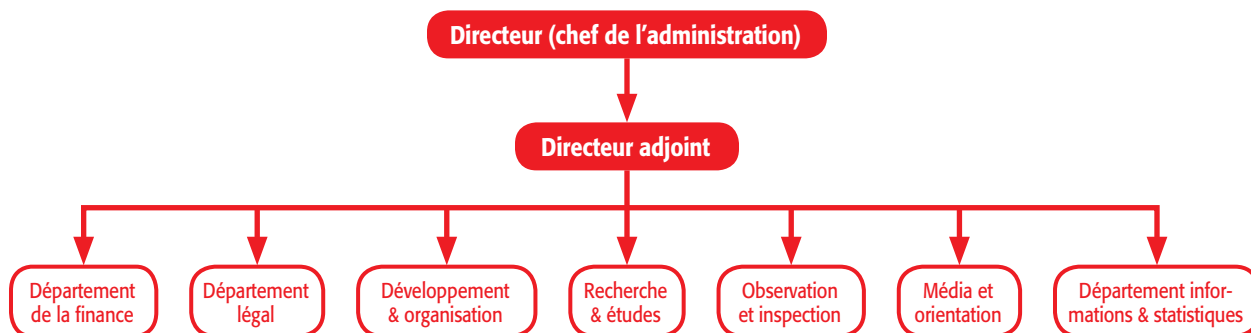 Directeur (chef de l'administration)
Directeur adjoint
Département
de la finance
Département
légal
Développement
& organisation
Recherche
& études
Observation
et inspection
Média et
orientation
Département infor-
mations & statistiques